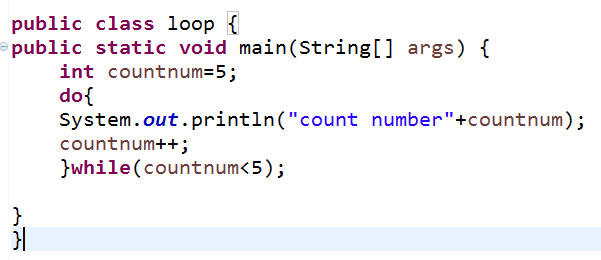 public class loop {
public static void main(String[] args) {
int countnum=5;
do{
System.out.println("count number"+countnum);
countnum++;
}while(countnum<5);
}
}